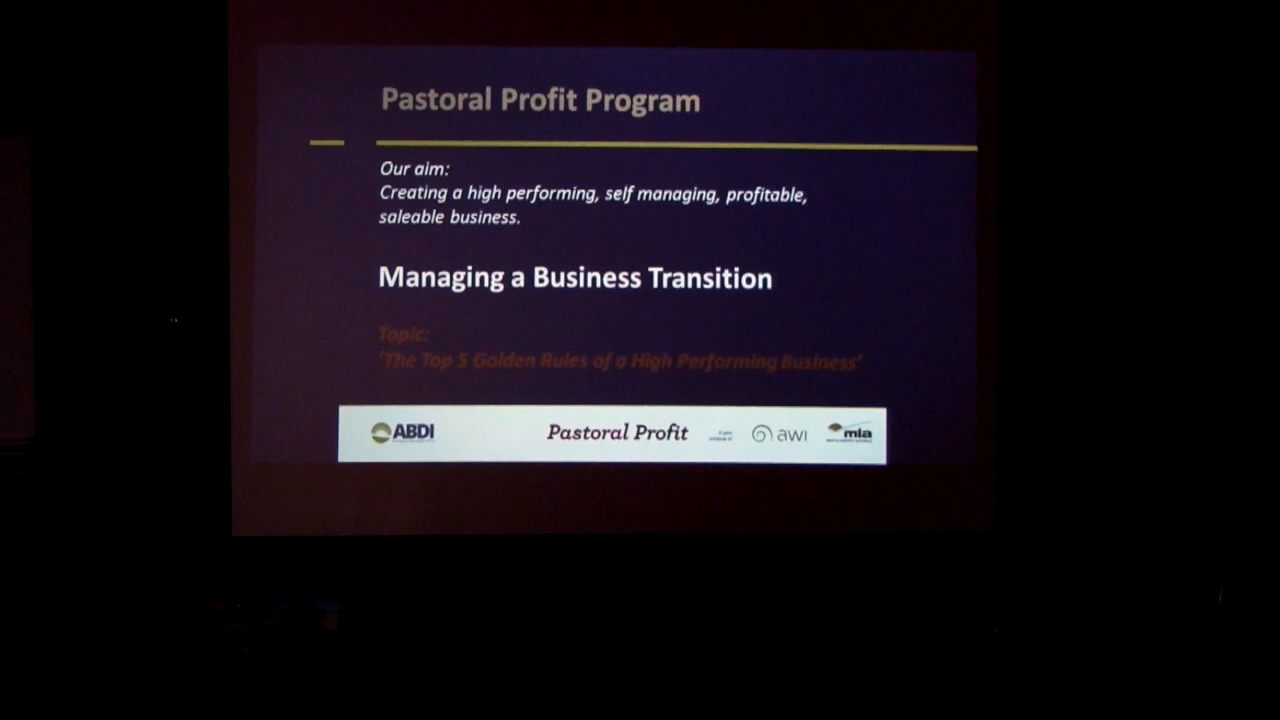 Pastoral Profit Program
Our aim:
Creating a high performing, self managing, profitable,
saleable business.
Managing a Business Transition
Topic:
'The Top 5 Golden Rules of a High Performing Business'
ABDI
Pastoral Profit
awi
mla